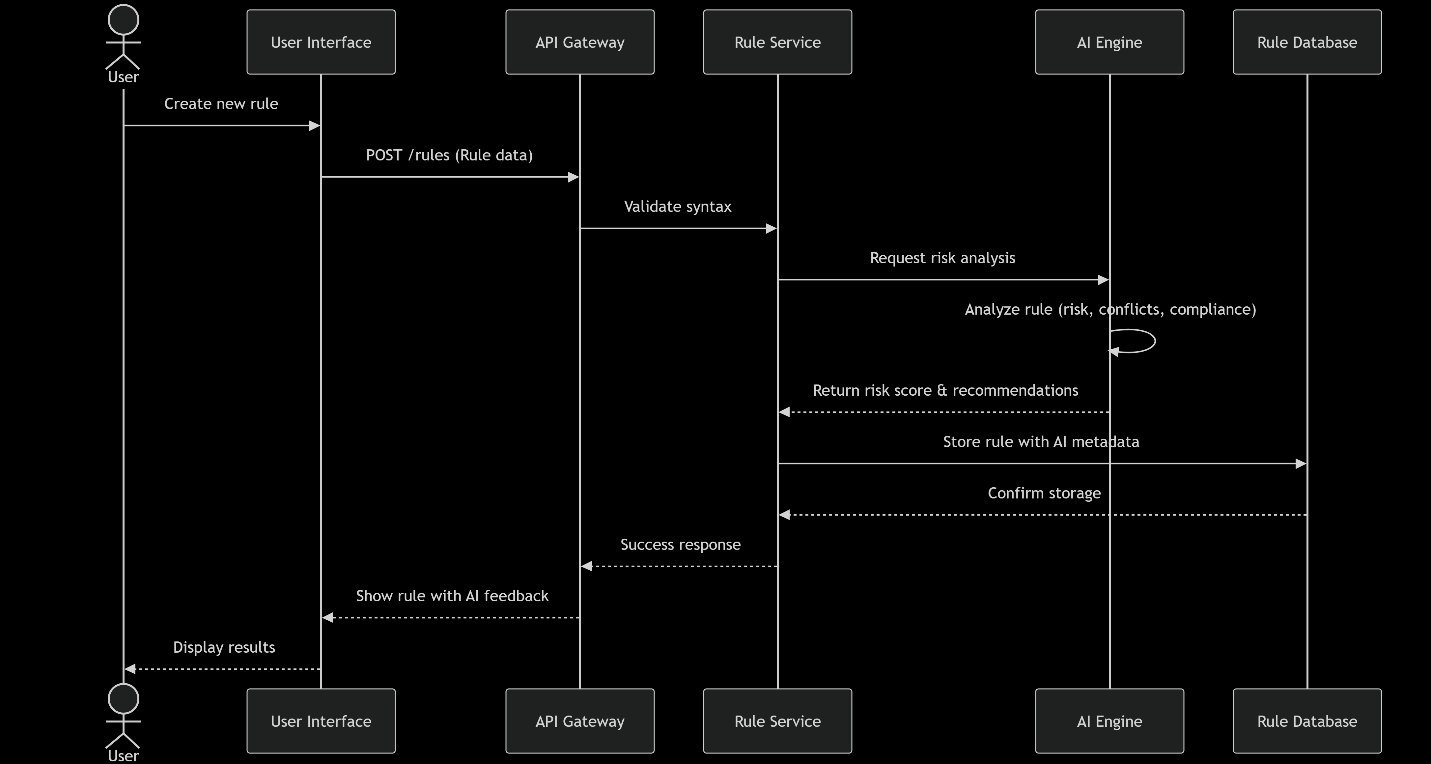 User
User Interface
API Gateway
Rule Service
AI Engine
Rule Database
Create new rule
POST /rules (Rule data)
Validate syntax
Request risk analysis
Analyze rule (risk, conflicts, compliance)
Return risk score & recommendations
Store rule with AI metadata
Confirm storage
Success response
Show rule with AI feedback
Display results
User Interface
API Gateway
Rule Service
AI Engine
Rule Database
User